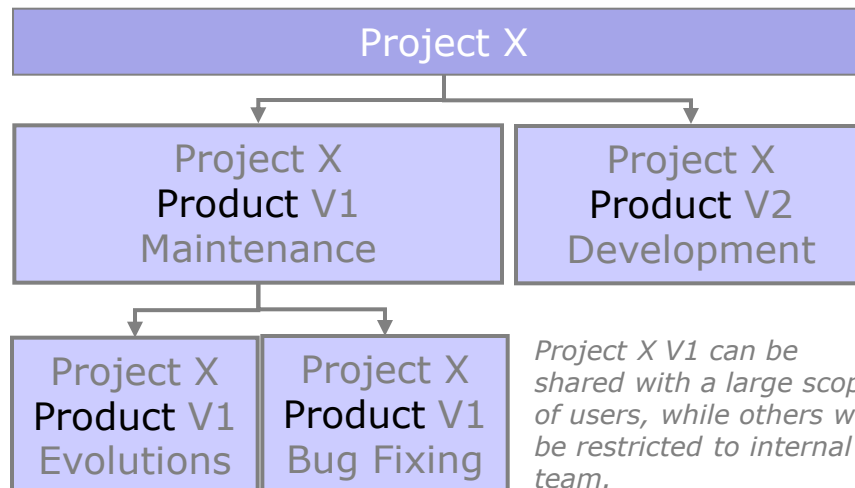 Project X
Project X
Product V1
Maintenance
Project X
Product V2
Development
Project X
Product V1
Evolutions
Project X
Product V1
Bug Fixing
Project X V1 can be
shared with a large
of users, while others
be restricted to internal
team.